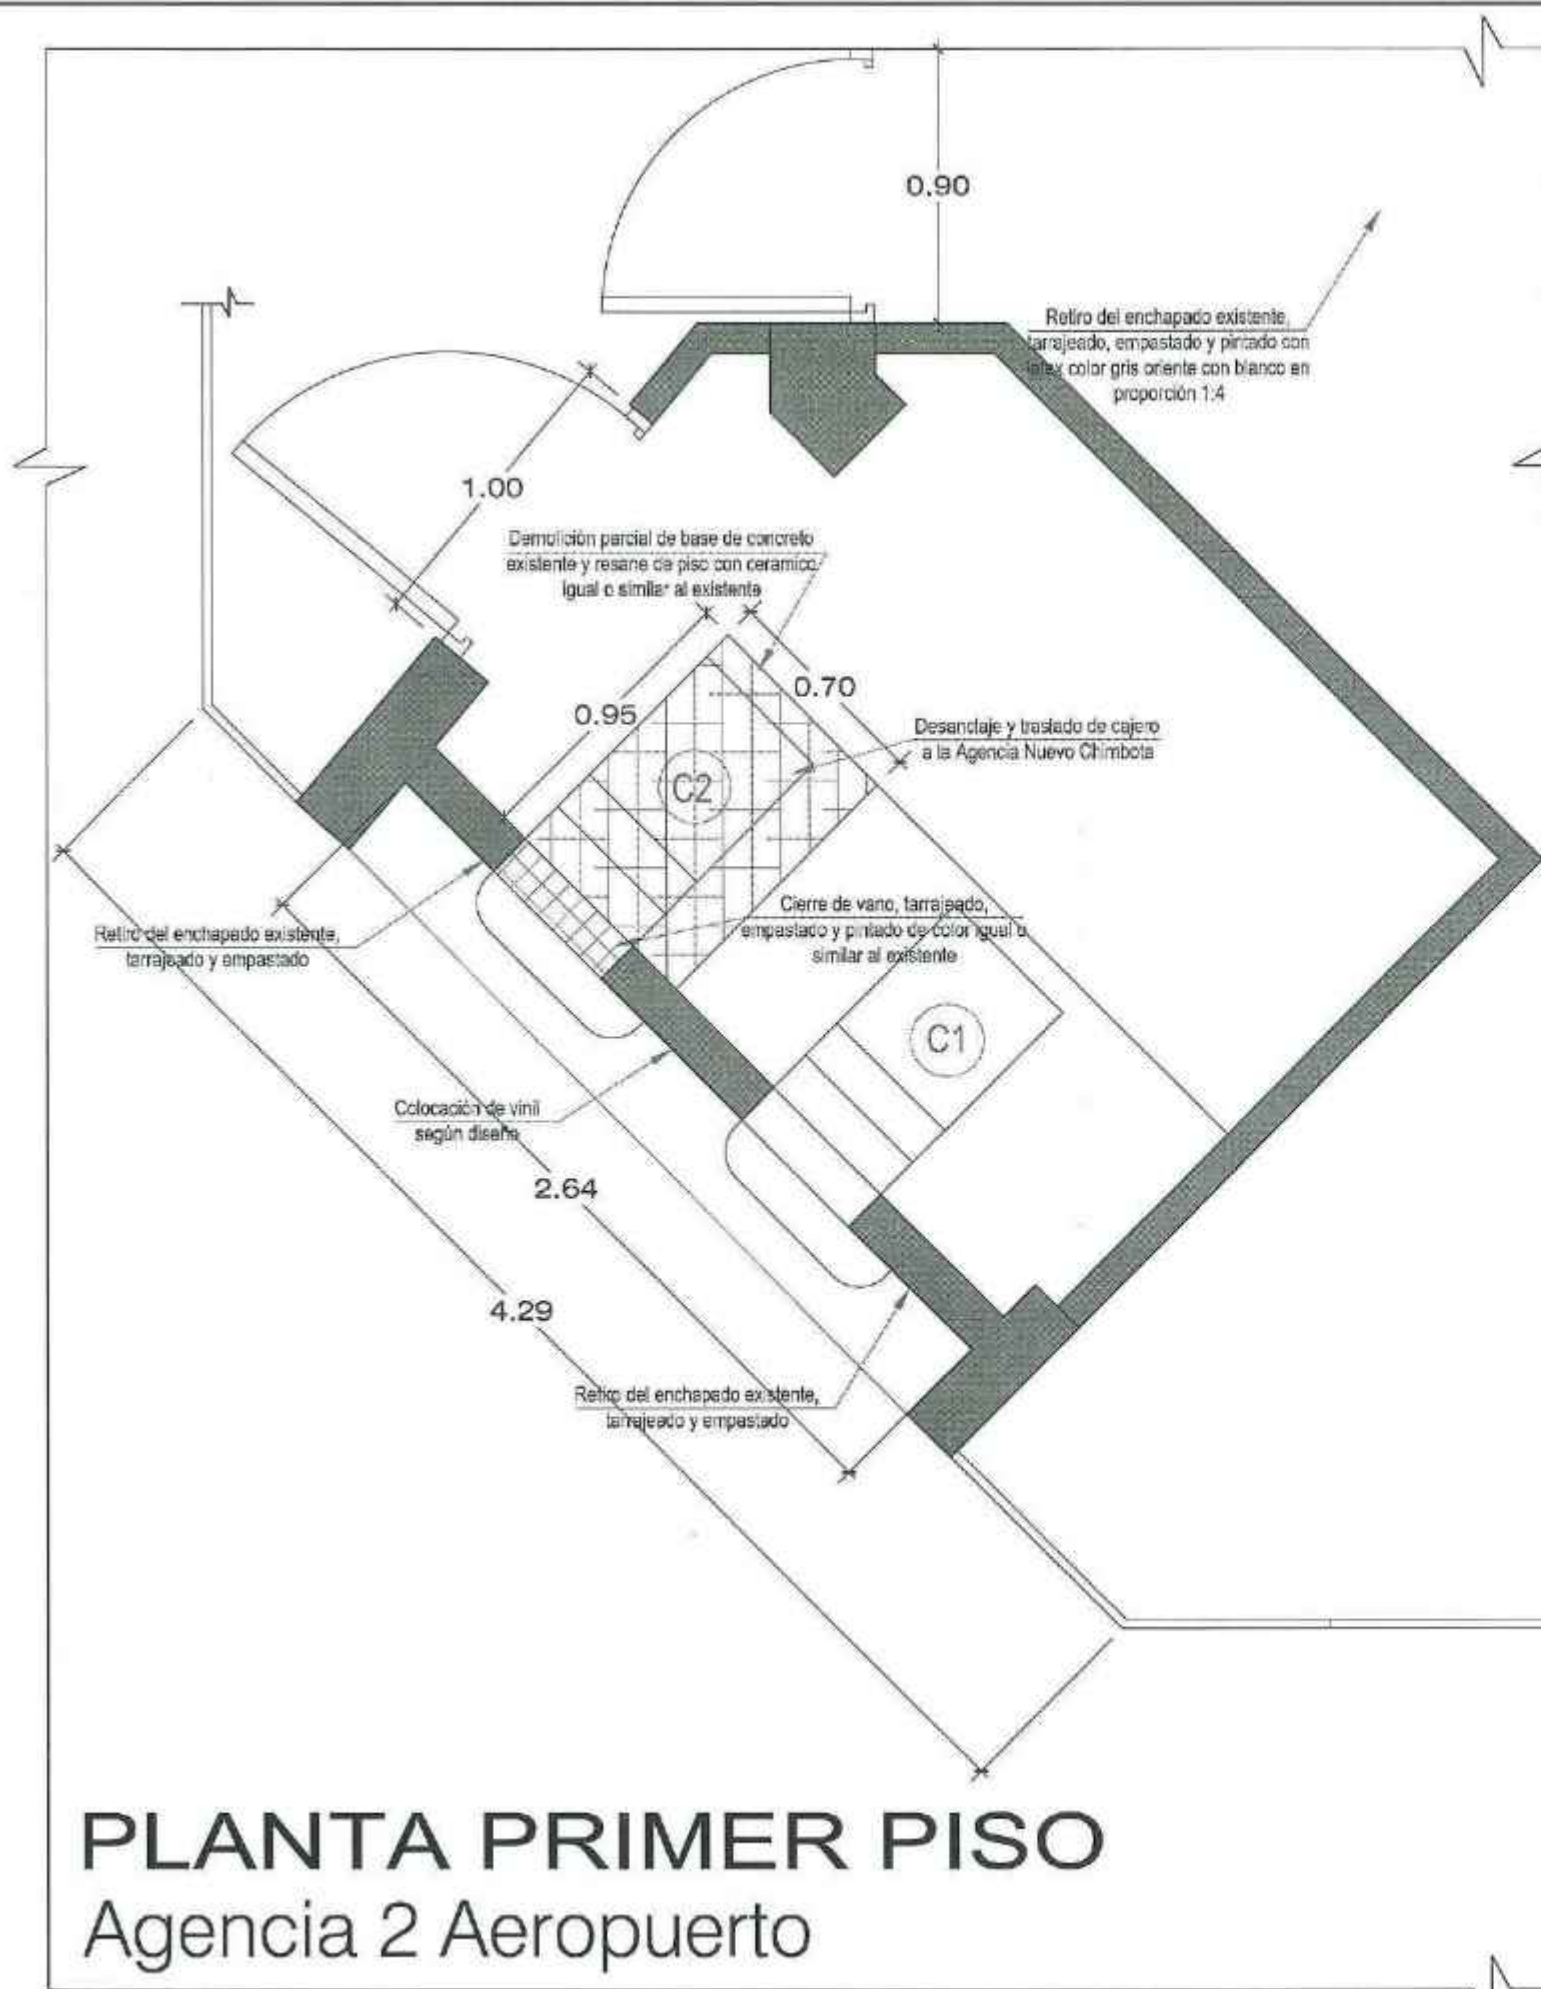 0.90
Retiro del enchapado existente,
tarrajeado, empastado y pintado con
latex color gris oriente con blanco en
proporción 1:4
1.00
Demolición parcial de base de concreto
existente y resane de piso con ceramico
igual o similar al existente
0.95
0.70
Desanclaje y traslado de cajero
a la Agencia Nuevo Chimbote
C2
Cierre de vano, tarrajeado,
empastado y pintado de color igual o
similar al existente
Retiro del enchapado existente,
tarrajeado y empastado
C1
Colocación de vinil
según diseño
2.64
4.29
Retiro del enchapado existente,
tarrajeado y empastado
PLANTA PRIMER PISO
Agencia 2 Aeropuerto